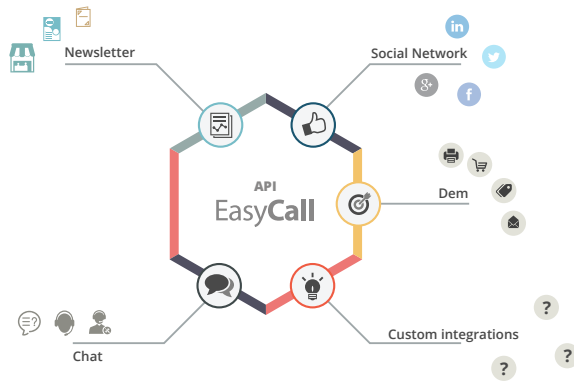 Newsletter
Social Network
in
g+
f
API
EasyCall
Dem
Custom integrations
Chat
?
?
?
?